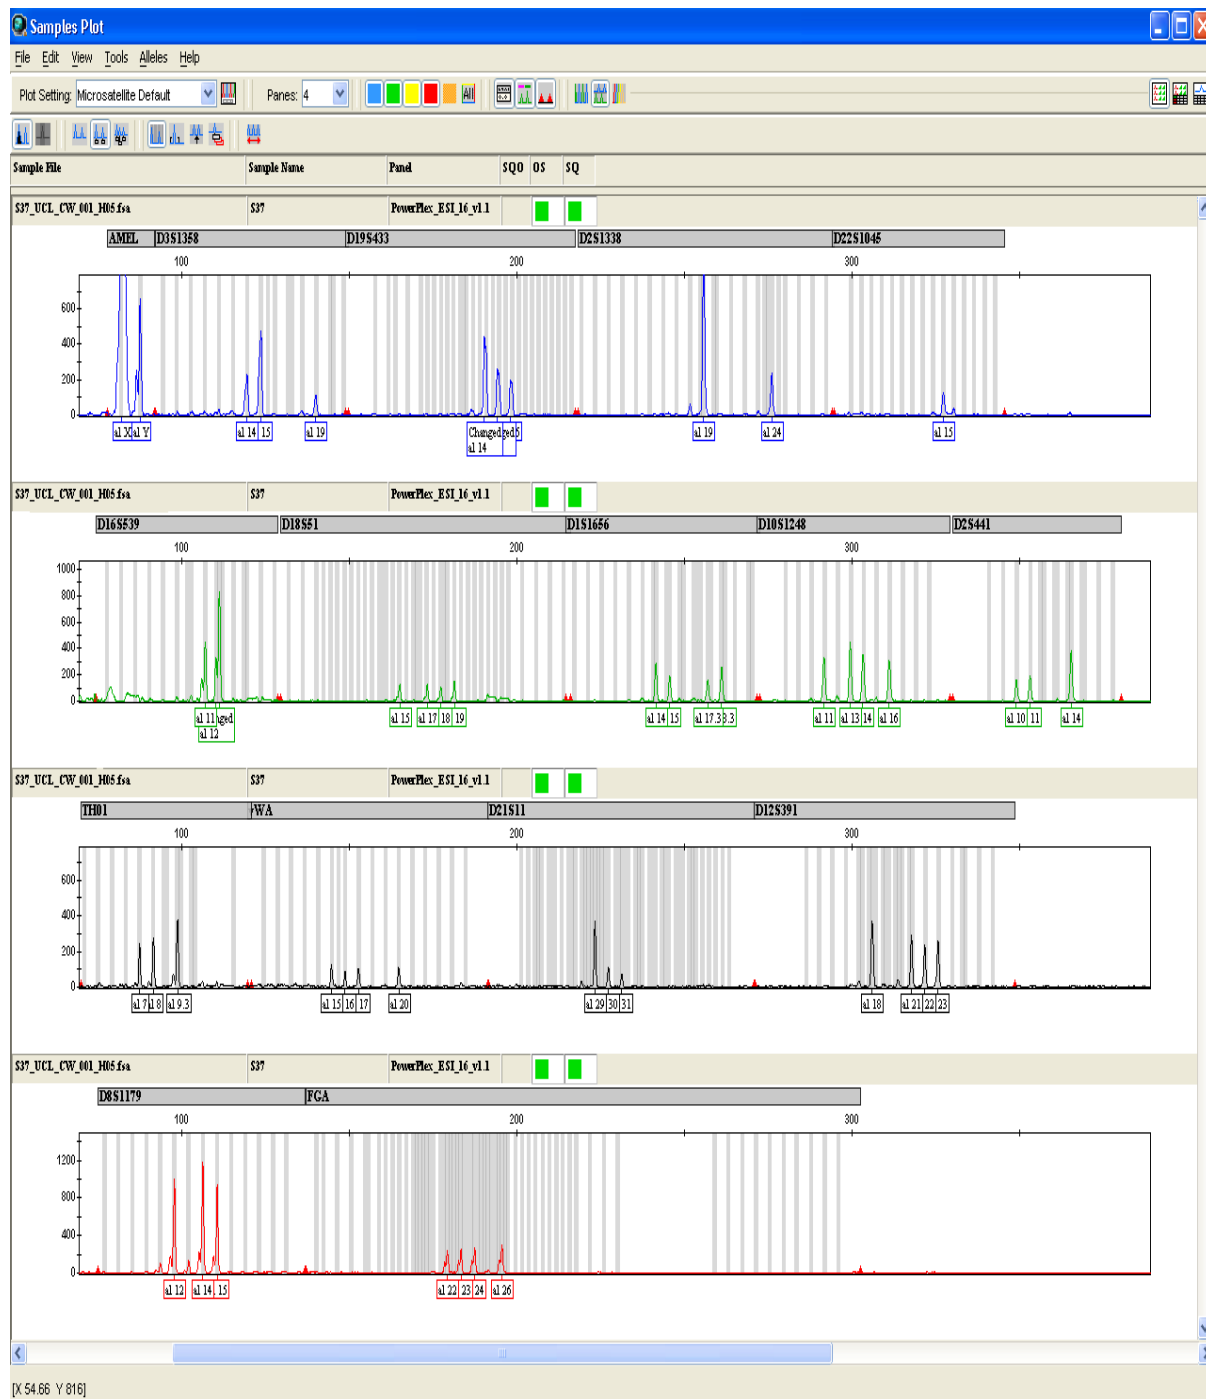 Samples Plot
File Edit View Tools Alleles Help
Plot Setting: Microsatellite Default Panes: 4 All
Sample File Sample Name Panel SQO OS SQ
S37_UCL_CW_001_H05.fsa S37 PowerPlex_ESI_16_v1.1
AMEL D3S1358 D19S433 D2S1338 D22S1045
100 200 300
600
400
200
0
al X al Y al 14 15 al 19 Changed al 19 al 24 al 15
al 14
S37_UCL_CW_001_H05.fsa S37 PowerPlex_ESI_16_v1.1
D16S539 D18S51 D1S1656 D10S1248 D2S441
100 200 300
1000
800
600
400
200
0
al 11 al 15 al 17 18 19 al 14 15 al 17.3 3.3 al 11 al 13 14 al 16 al 10 11 al 14
al 12
S37_UCL_CW_001_H05.fsa S37 PowerPlex_ESI_16_v1.1
TH01 vWA D21S11 D12S391
100 200 300
600
400
200
0
al 7 al 8 al 9.3 al 15 16 17 al 20 al 29 30 31 al 18 al 21 22 23
S37_UCL_CW_001_H05.fsa S37 PowerPlex_ESI_16_v1.1
D8S1179 FGA
100 200 300
1200
800
400
0
al 12 al 14 15 al 22 23 24 al 26
[X 54.66 Y 816]